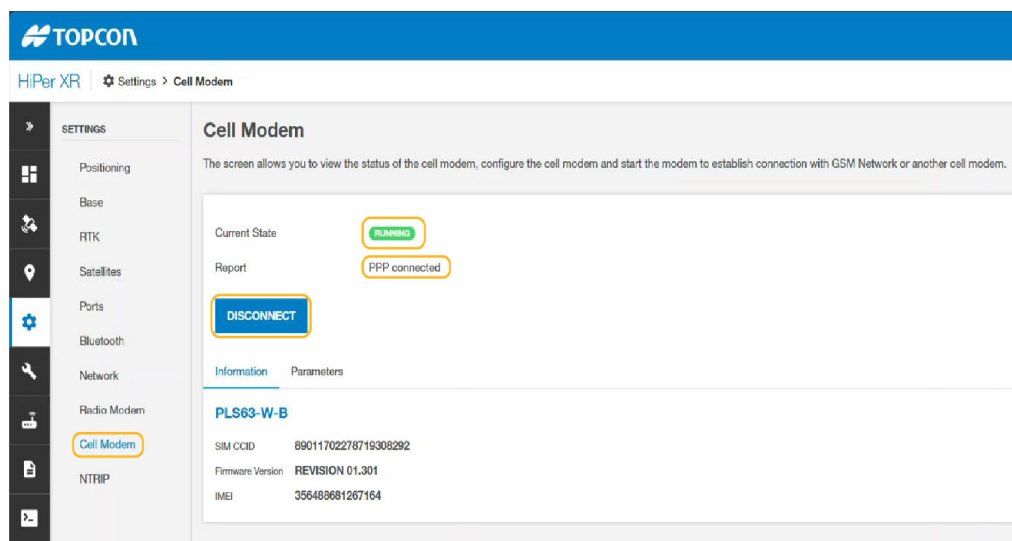 TOPCON
HiPer XR Settings > Cell Modem
SETTINGS
Positioning
Base
RTK
Satellites
Ports
Bluetooth
Network
Radio Modem
Cell Modem
NTRIP
Cell Modem
The screen allows you to view the status of the cell modem, configure the cell modem and start the modem to establish connection with GSM Network or another cell modem.
Current State RUNNING
Report PPP connected
DISCONNECT
Information Parameters
PLS63-W-B
SIM CCID 89011702278719308292
Firmware Version REVISION 01.301
IMEI 356488681267164